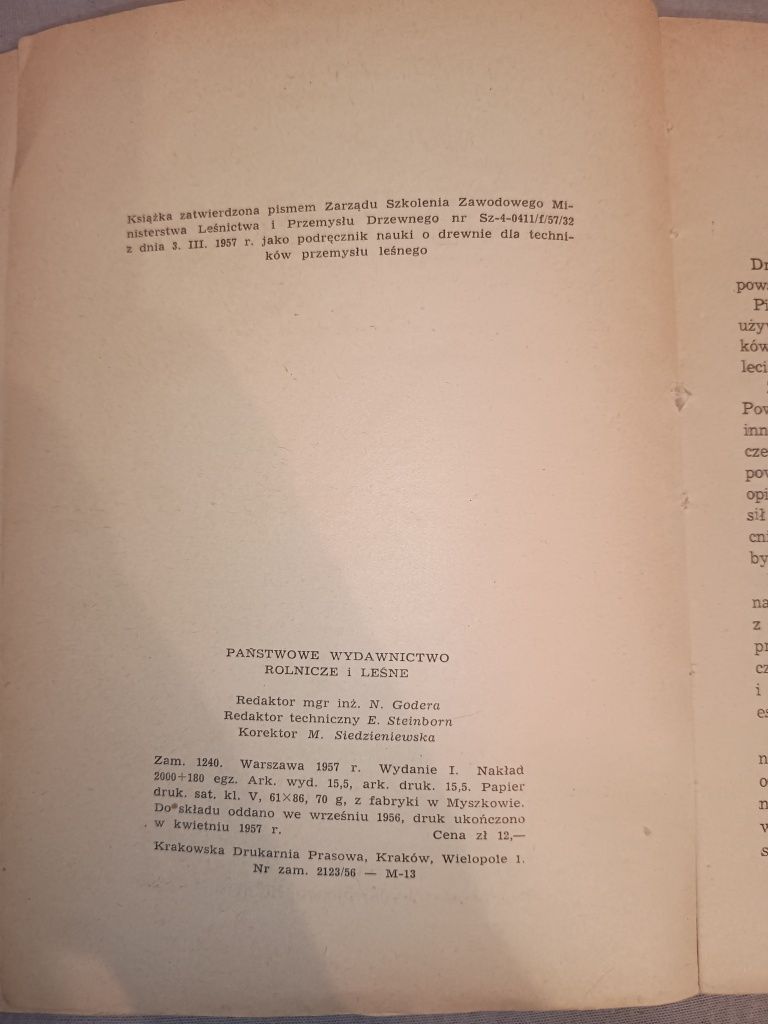 Książka zatwierdzona pismem Zarządu Szkolenia Zawodowego Mi-
nisterstwa Leśnictwa i Przemysłu Drzewnego nr Sz-4-0411/f/57/32
z dnia 3. III. 1957 r. jako podręcznik nauki o drewnie dla techni-
ków przemysłu leśnego
PAŃSTWOWE WYDAWNICTWO
ROLNICZE i LEŚNE
Redaktor mgr inż. N. Godera
Redaktor techniczny E. Steinborn
Korektor M. Siedzieniewska
Zam. 1240. Warszawa 1957 r. Wydanie I. Nakład
2000+180 egz. Ark. wyd. 15,5, ark. druk. 15,5. Papier
druk. sat. kl. V, 61×86, 70 g, z fabryki w Myszkowie.
Do składu oddano we wrześniu 1956, druk ukończono
w kwietniu 1957 r. Cena zł 12,—
Krakowska Drukarnia Prasowa, Kraków, Wielopole 1.
Nr zam. 2123/56 — M-13